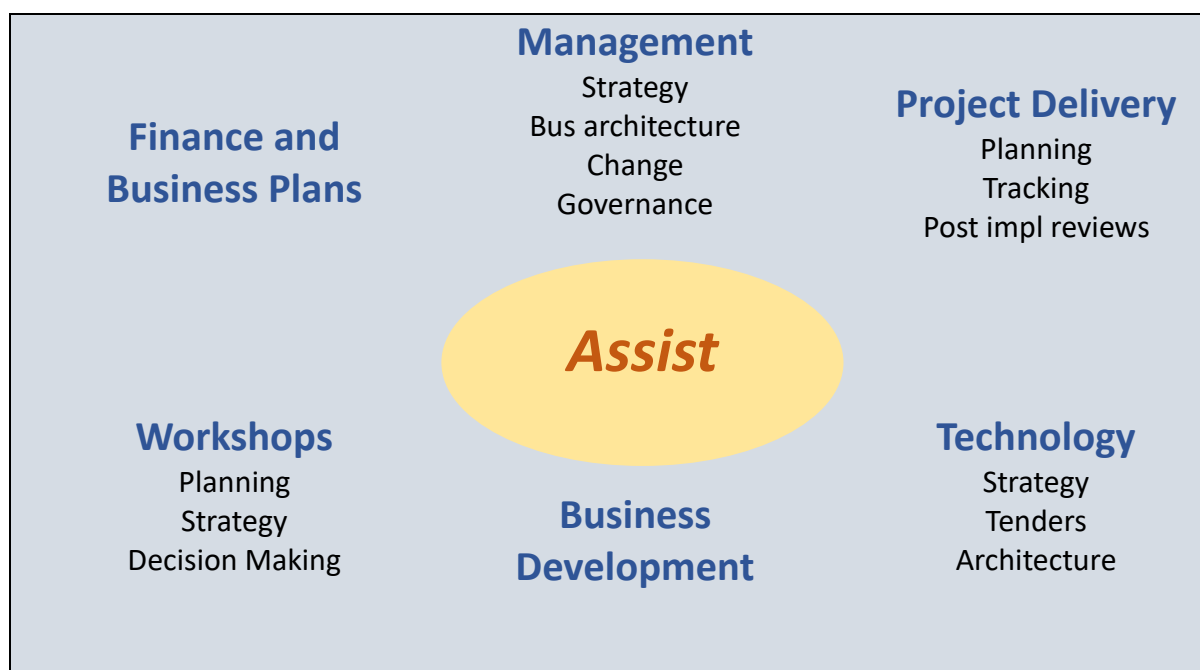 Management
Strategy
Bus architecture
Change
Governance
Project Delivery
Planning
Tracking
Post impl reviews
Finance and
Business Plans
Assist
Workshops
Planning
Strategy
Decision Making
Business
Development
Technology
Strategy
Tenders
Architecture